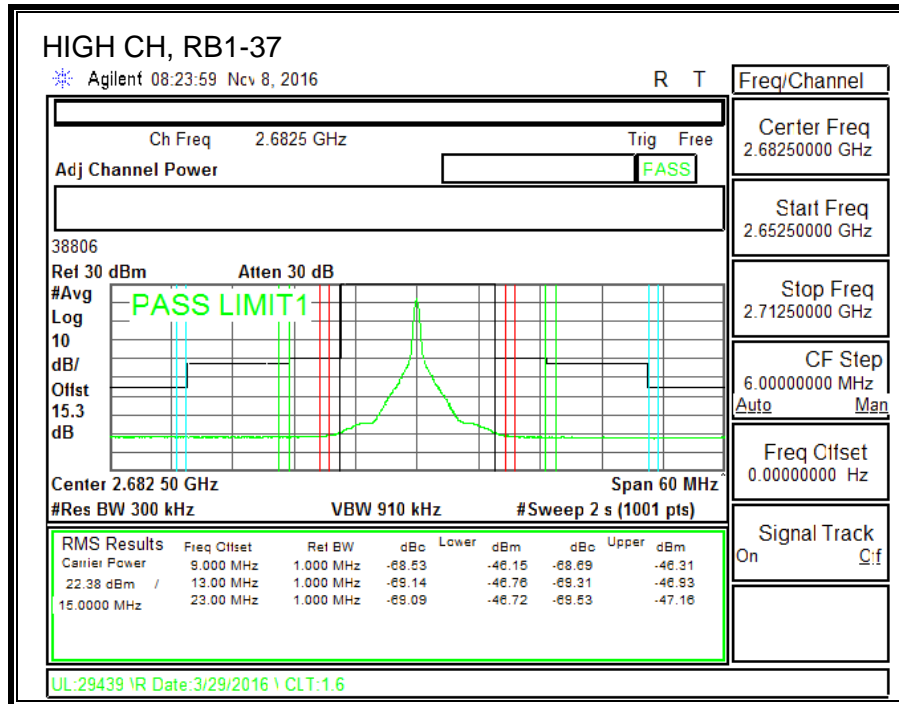 HIGH CH, RB1-37
Agilent 08:23:59 Nov 8, 2016 R T
Freq/Channel
Ch Freq 2.6825 GHz Trig Free
Adj Channel Power PASS
Center Freq
2.68250000 GHz
Start Freq
2.65250000 GHz
Stop Freq
2.71250000 GHz
CF Step
6.00000000 MHz
Auto Man
Freq Offset
0.00000000 Hz
Signal Track
On Off
38806
Ref 30 dBm Atten 30 dB
#Avg
Log
10
dB/
Offst
15.3
dB
PASS LIMIT1
Center 2.682 50 GHz Span 60 MHz
#Res BW 300 kHz VBW 910 kHz #Sweep 2 s (1001 pts)
RMS Results Freq Offset Ref BW dBc Lower dBm dBc Upper dBm
Carrier Power 9.000 MHz 1.000 MHz -68.53 -46.15 -68.69 -46.31
22.38 dBm / 13.00 MHz 1.000 MHz -69.14 -46.76 -69.31 -46.93
15.0000 MHz 23.00 MHz 1.000 MHz -69.09 -46.72 -69.53 -47.16
UL:29439 \R Date:3/29/2016 \ CLT:1.6